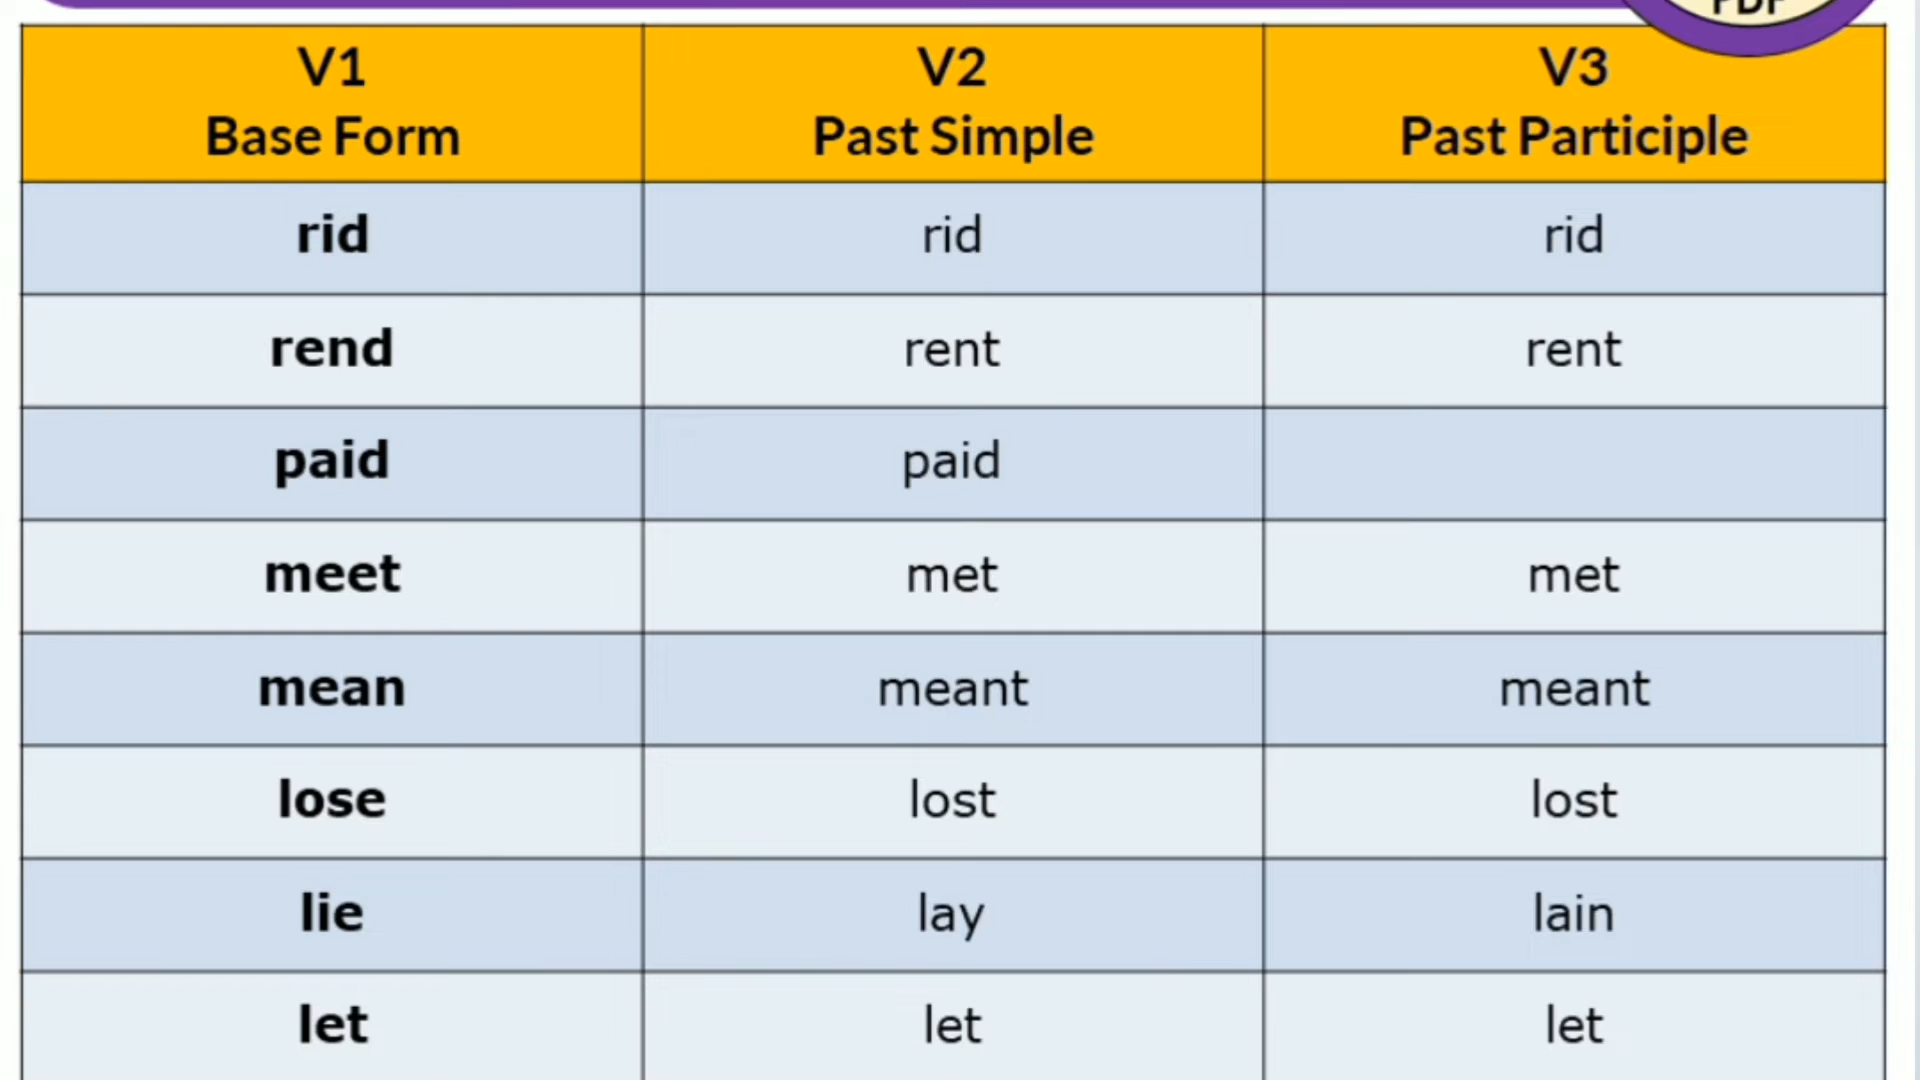 PDF
V1 V2 V3
Base Form Past Simple Past Participle
rid rid rid
rend rent rent
paid paid
meet met met
mean meant meant
lose lost lost
lie lay lain
let let let